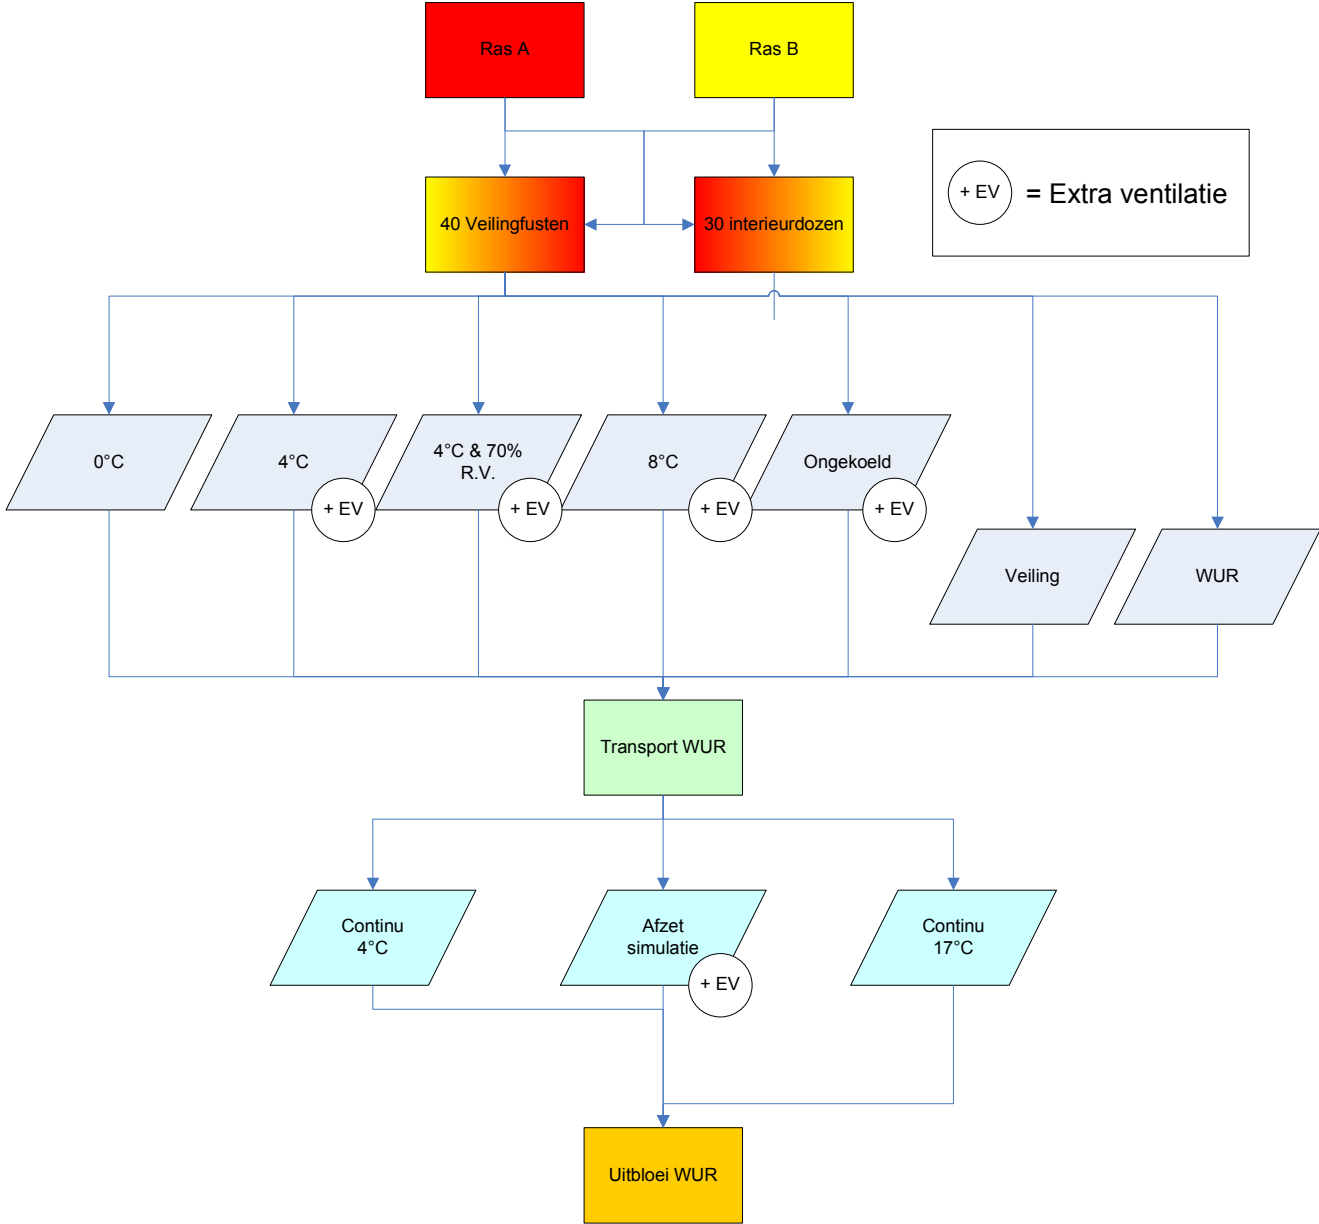 Ras A
Ras B
+ EV
= Extra ventilatie
40 Veilingfusten
30 interieurdozen
0°C
4°C
+ EV
4°C & 70%
R.V.
+ EV
8°C
+ EV
Ongekoeld
+ EV
Veiling
WUR
Transport WUR
Continu
4°C
Afzet
simulatie
+ EV
Continu
17°C
Uitbloei WUR